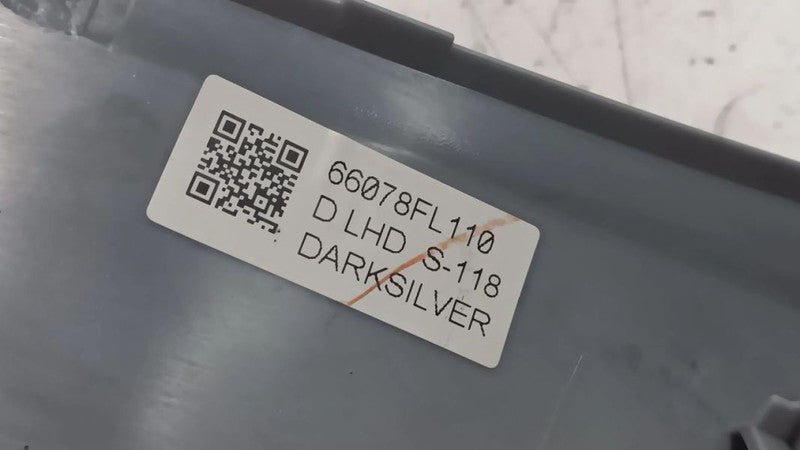 66078FL110
D LHD S-118
DARKSILVER